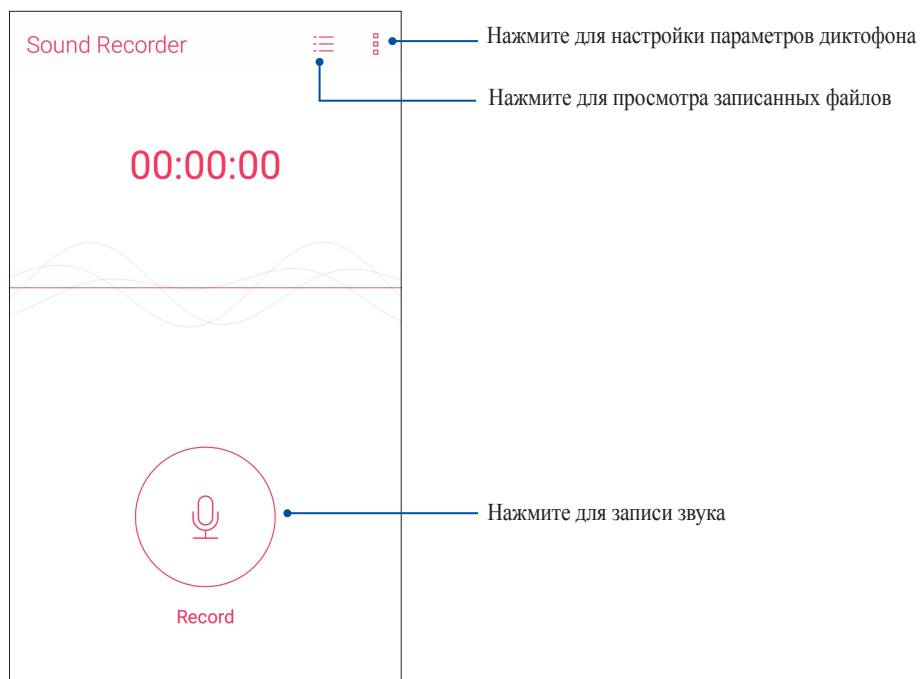 Sound Recorder
Нажмите для настройки параметров диктофона
Нажмите для просмотра записанных файлов
00:00:00
Нажмите для записи звука
Record